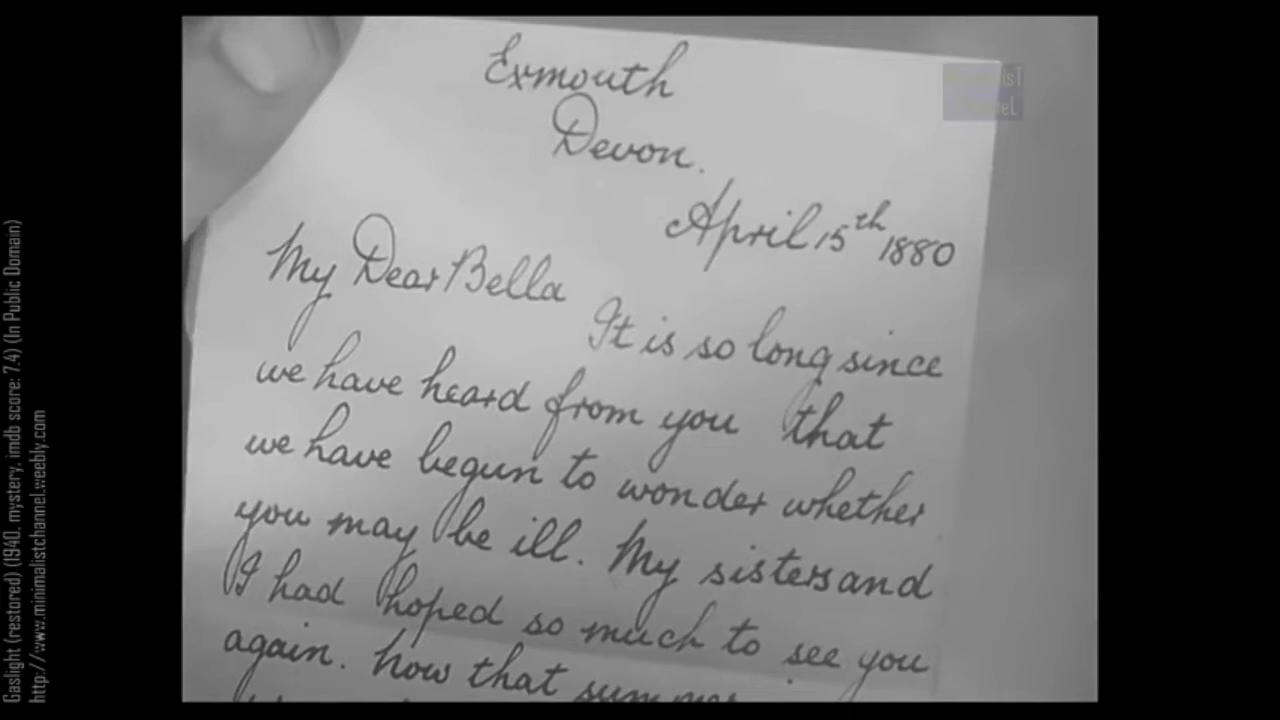 Exmouth
Devon.
April 15th 1880
My Dear Bella
It is so long since
we have heard from you that
we have begun to wonder whether
you may be ill. My sisters and
I had hoped so much to see you
again. Now that summer
Gaslight (restored) (1940, mystery, imdb score: 7.4) (In Public Domain)
http://www.minimalistchannel.weebly.com